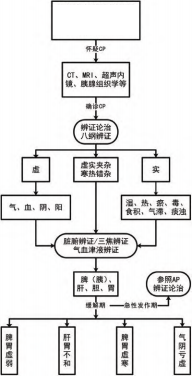 怀疑CP
CT、MRI、超声内
镜、胰腺组织学等
确诊CP
辨证论治
八纲辨证
虚
虚实夹杂
寒热错杂
实
气、血、阴、阳
湿、热、瘀、毒、
食积、气滞、痰浊
脏腑辨证/三焦辨证
气血津液辨证
脾（胰）、
肝、胆、胃
参照AP
辨证论治
缓解期
急性发作期
脾胃虚弱
肝胃不和
脾胃虚寒
气阴亏虚